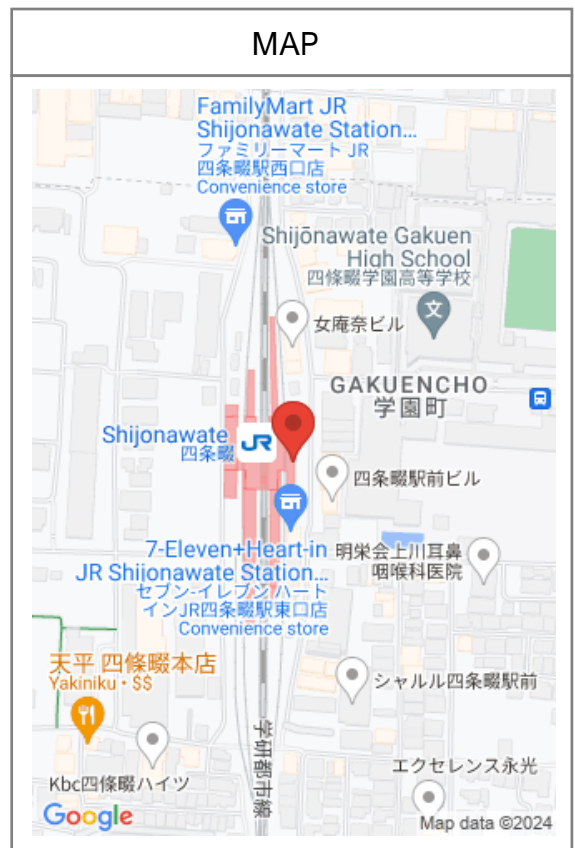 MAP
FamilyMart JR
Shijonawate Station...
ファミリーマート JR
四条畷駅西口店
Convenience store
Shijōnawate Gakuen
High School
四條畷学園高等学校
文
女庵奈ビル
GAKUENCHO
学園町
Shijonawate
四条畷
JR
四条畷駅前ビル
7-Eleven+Heart-in
JR Shijonawate Station...
セブン-イレブン ハート
インJR四条畷駅東口店
Convenience store
明栄会上川耳鼻
咽喉科医院
天平 四條畷本店
Yakiniku・$$
シャルル四条畷駅前
学研都市線
Kbc四條畷ハイツ
エクセレンス永光
Google
Map data ©2024